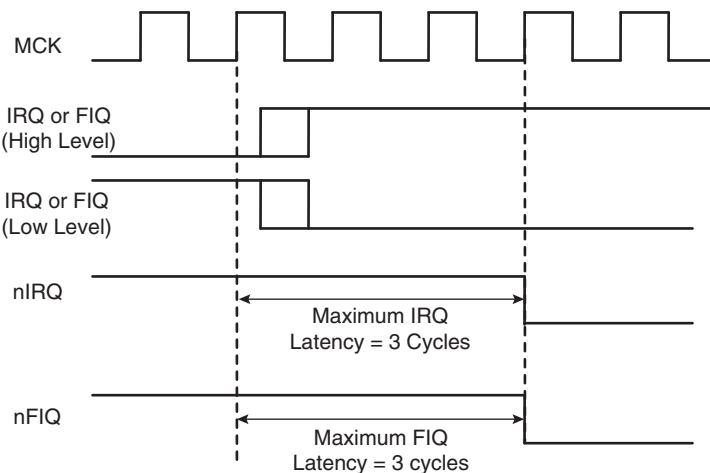 MCK
IRQ or FIQ
(High Level)
IRQ or FIQ
(Low Level)
nIRQ
Maximum IRQ
Latency = 3 Cycles
nFIQ
Maximum FIQ
Latency = 3 cycles